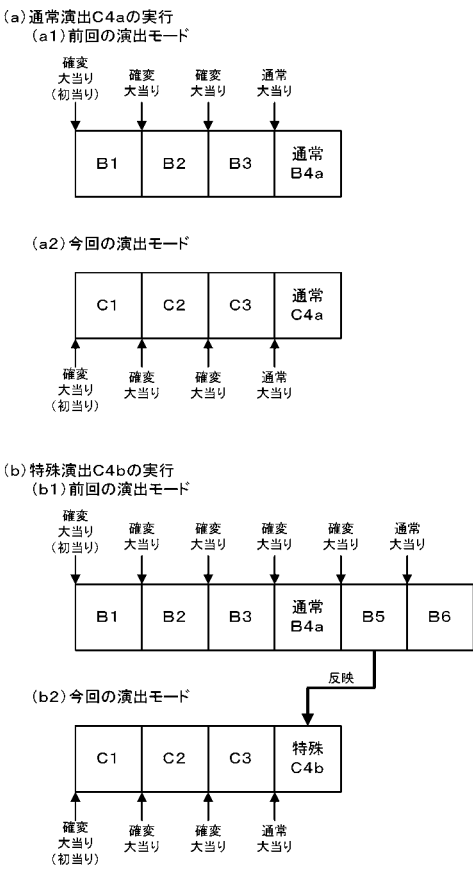 (a)通常演出C4aの実行
(a1)前回の演出モード
確変
大当り
(初当り)
確変
大当り
確変
大当り
通常
大当り
B1
B2
B3
通常
B4a
(a2)今回の演出モード
C1
C2
C3
通常
C4a
確変
大当り
(初当り)
確変
大当り
確変
大当り
通常
大当り
(b)特殊演出C4bの実行
(b1)前回の演出モード
確変
大当り
(初当り)
確変
大当り
確変
大当り
確変
大当り
確変
大当り
通常
大当り
B1
B2
B3
通常
B4a
B5
B6
反映
(b2)今回の演出モード
C1
C2
C3
特殊
C4b
確変
大当り
(初当り)
確変
大当り
確変
大当り
通常
大当り